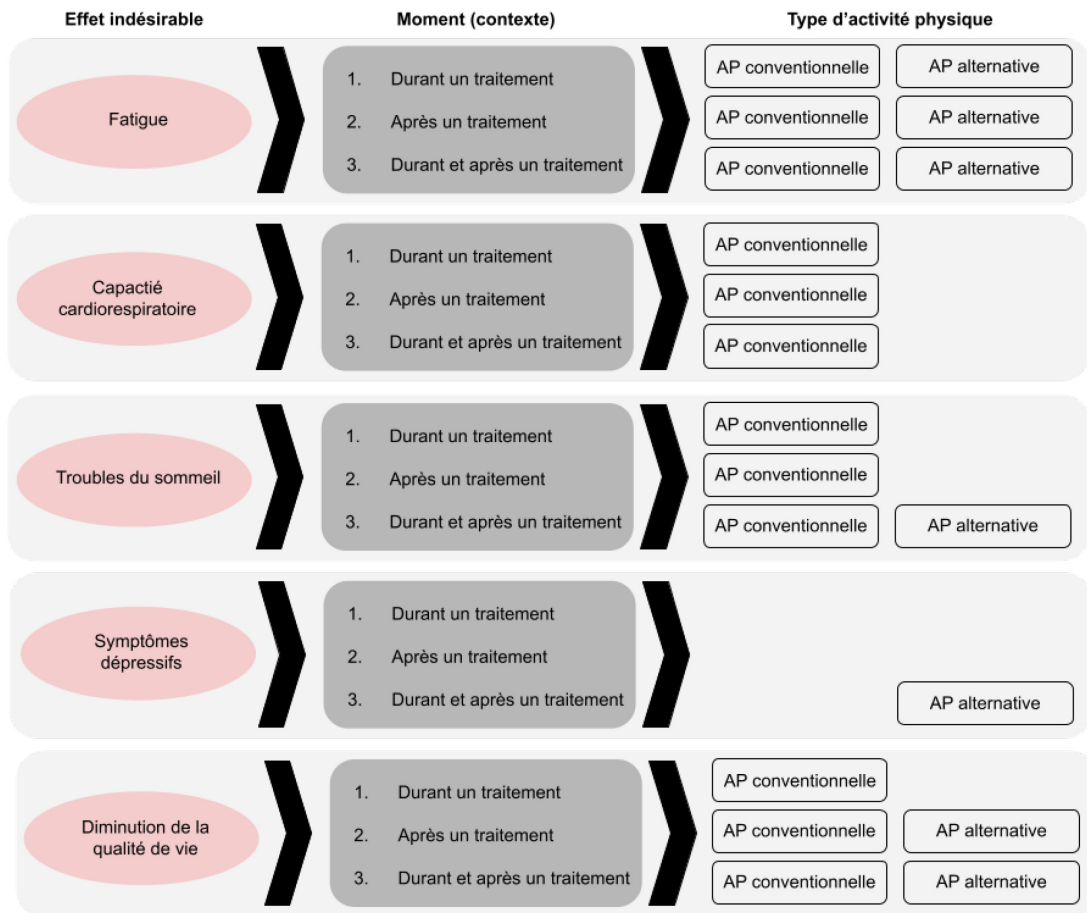 Effet indésirable
Moment (contexte)
Type d'activité physique
Fatigue
1. Durant un traitement
2. Après un traitement
3. Durant et après un traitement
AP conventionnelle
AP alternative
AP conventionnelle
AP alternative
AP conventionnelle
AP alternative
Capactié
cardiorespiratoire
1. Durant un traitement
2. Après un traitement
3. Durant et après un traitement
AP conventionnelle
AP conventionnelle
AP conventionnelle
Troubles du sommeil
1. Durant un traitement
2. Après un traitement
3. Durant et après un traitement
AP conventionnelle
AP conventionnelle
AP conventionnelle
AP alternative
Symptômes
dépressifs
1. Durant un traitement
2. Après un traitement
3. Durant et après un traitement
AP alternative
Diminution de la
qualité de vie
1. Durant un traitement
2. Après un traitement
3. Durant et après un traitement
AP conventionnelle
AP conventionnelle
AP alternative
AP conventionnelle
AP alternative